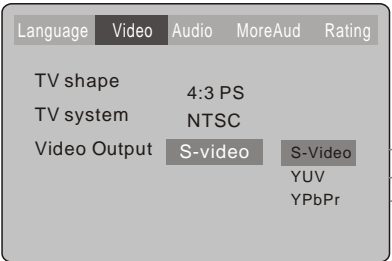 Language Video Audio MoreAud Rating
TV shape 4:3 PS
TV system NTSC
Video Output S-video S-Video
YUV
YPbPr